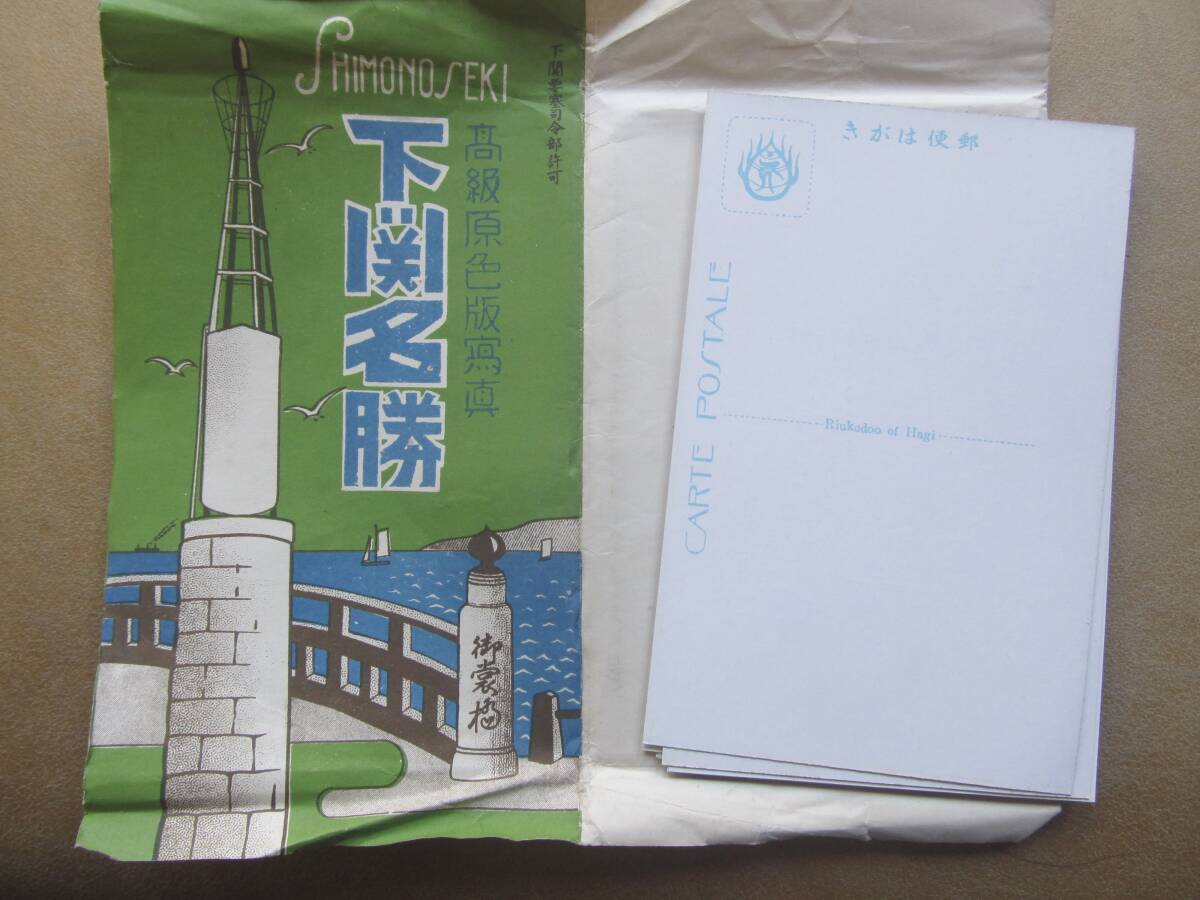 SHIMONOSEKI
下関要塞司令部許可
高級原色版寫真
下関名勝
御裳橋
きがは便郵
CARTE POSTALE
Riukodoo of Hagi